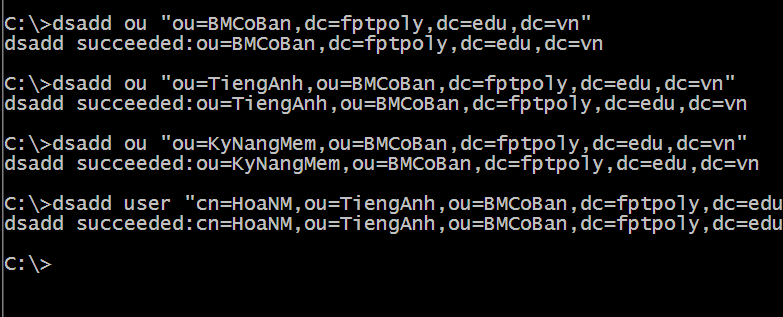 C:\>dsadd ou "ou=BMCoBan,dc=fptpoly,dc=edu,dc=vn"
dsadd succeeded:ou=BMCoBan,dc=fptpoly,dc=edu,dc=vn
C:\>dsadd ou "ou=TiengAnh,ou=BMCoBan,dc=fptpoly,dc=edu,dc=vn"
dsadd succeeded:ou=TiengAnh,ou=BMCoBan,dc=fptpoly,dc=edu,dc=vn
C:\>dsadd ou "ou=KyNangMem,ou=BMCoBan,dc=fptpoly,dc=edu,dc=vn"
dsadd succeeded:ou=KyNangMem,ou=BMCoBan,dc=fptpoly,dc=edu,dc=vn
C:\>dsadd user "cn=HoaNM,ou=TiengAnh,ou=BMCoBan,dc=fptpoly,dc=edu
dsadd succeeded:cn=HoaNM,ou=TiengAnh,ou=BMCoBan,dc=fptpoly,dc=edu
C:\>